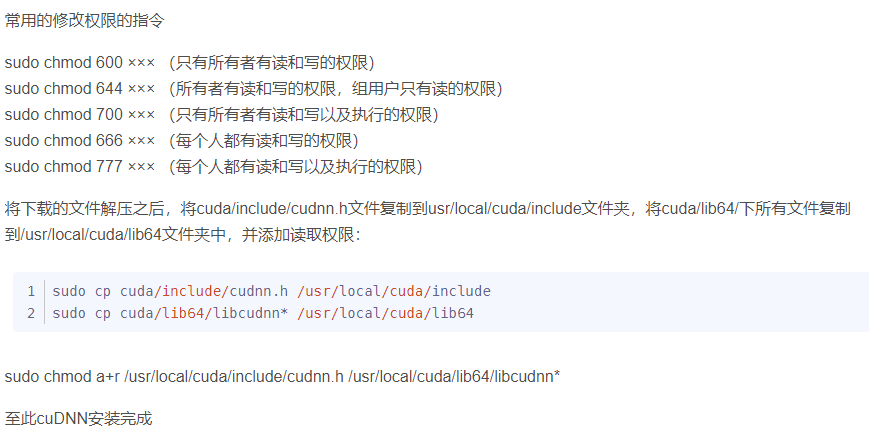 常用的修改权限的指令
sudo chmod 600 ××× （只有所有者有读和写的权限）
sudo chmod 644 ××× （所有者有读和写的权限，组用户只有读的权限）
sudo chmod 700 ××× （只有所有者有读和写以及执行的权限）
sudo chmod 666 ××× （每个人都有读和写的权限）
sudo chmod 777 ××× （每个人都有读和写以及执行的权限）
将下载的文件解压之后，将cuda/include/cudnn.h文件复制到usr/local/cuda/include文件夹，将cuda/lib64/下所有文件复制
到/usr/local/cuda/lib64文件夹中，并添加读取权限：
1 sudo cp cuda/include/cudnn.h /usr/local/cuda/include
2 sudo cp cuda/lib64/libcudnn* /usr/local/cuda/lib64
sudo chmod a+r /usr/local/cuda/include/cudnn.h /usr/local/cuda/lib64/libcudnn*
至此cuDNN安装完成